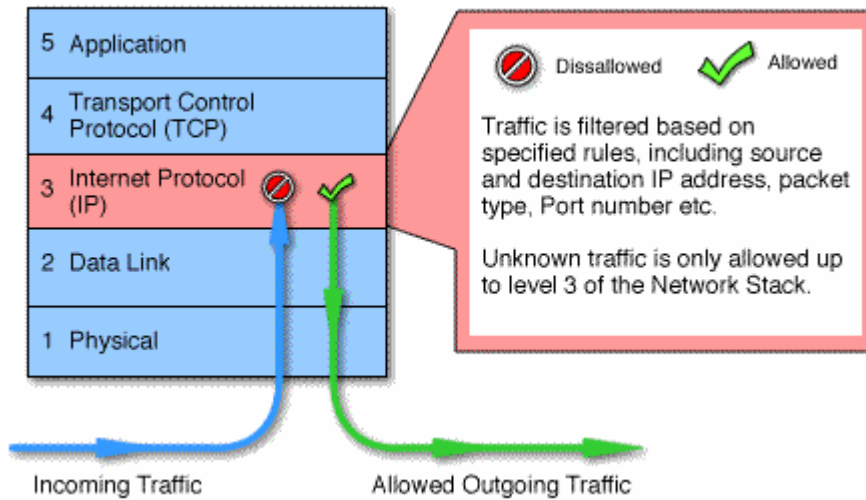 5 Application
4 Transport Control
Protocol (TCP)
3 Internet Protocol
(IP)
2 Data Link
1 Physical
Incoming Traffic
Allowed Outgoing Traffic
Dissallowed
Allowed
Traffic is filtered based on
specified rules, including source
and destination IP address, packet
type, Port number etc.
Unknown traffic is only allowed up
to level 3 of the Network Stack.